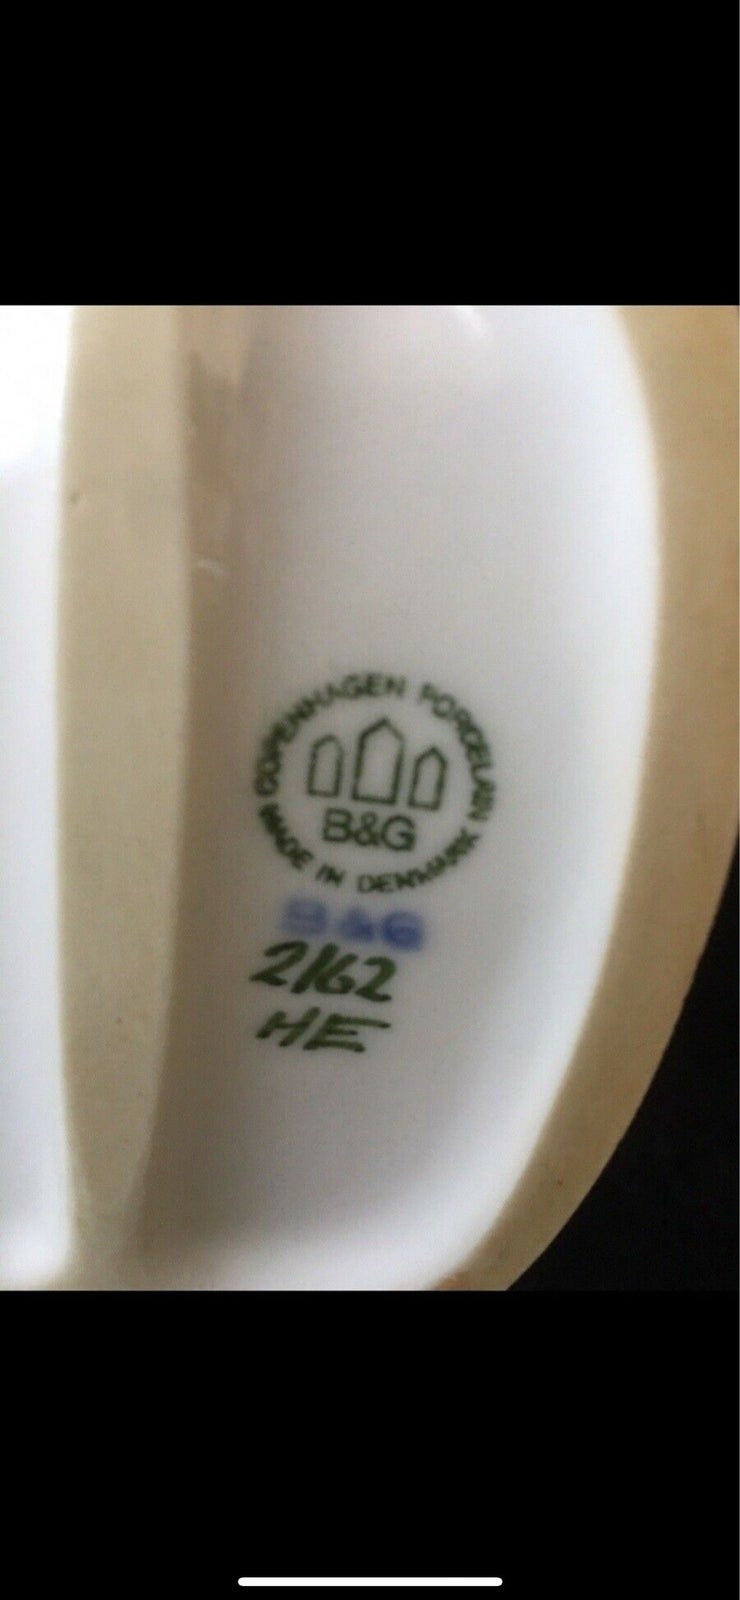 COPENHAGEN PORCELAIN
B&G
MADE IN DENMARK
B&G
2162
HE